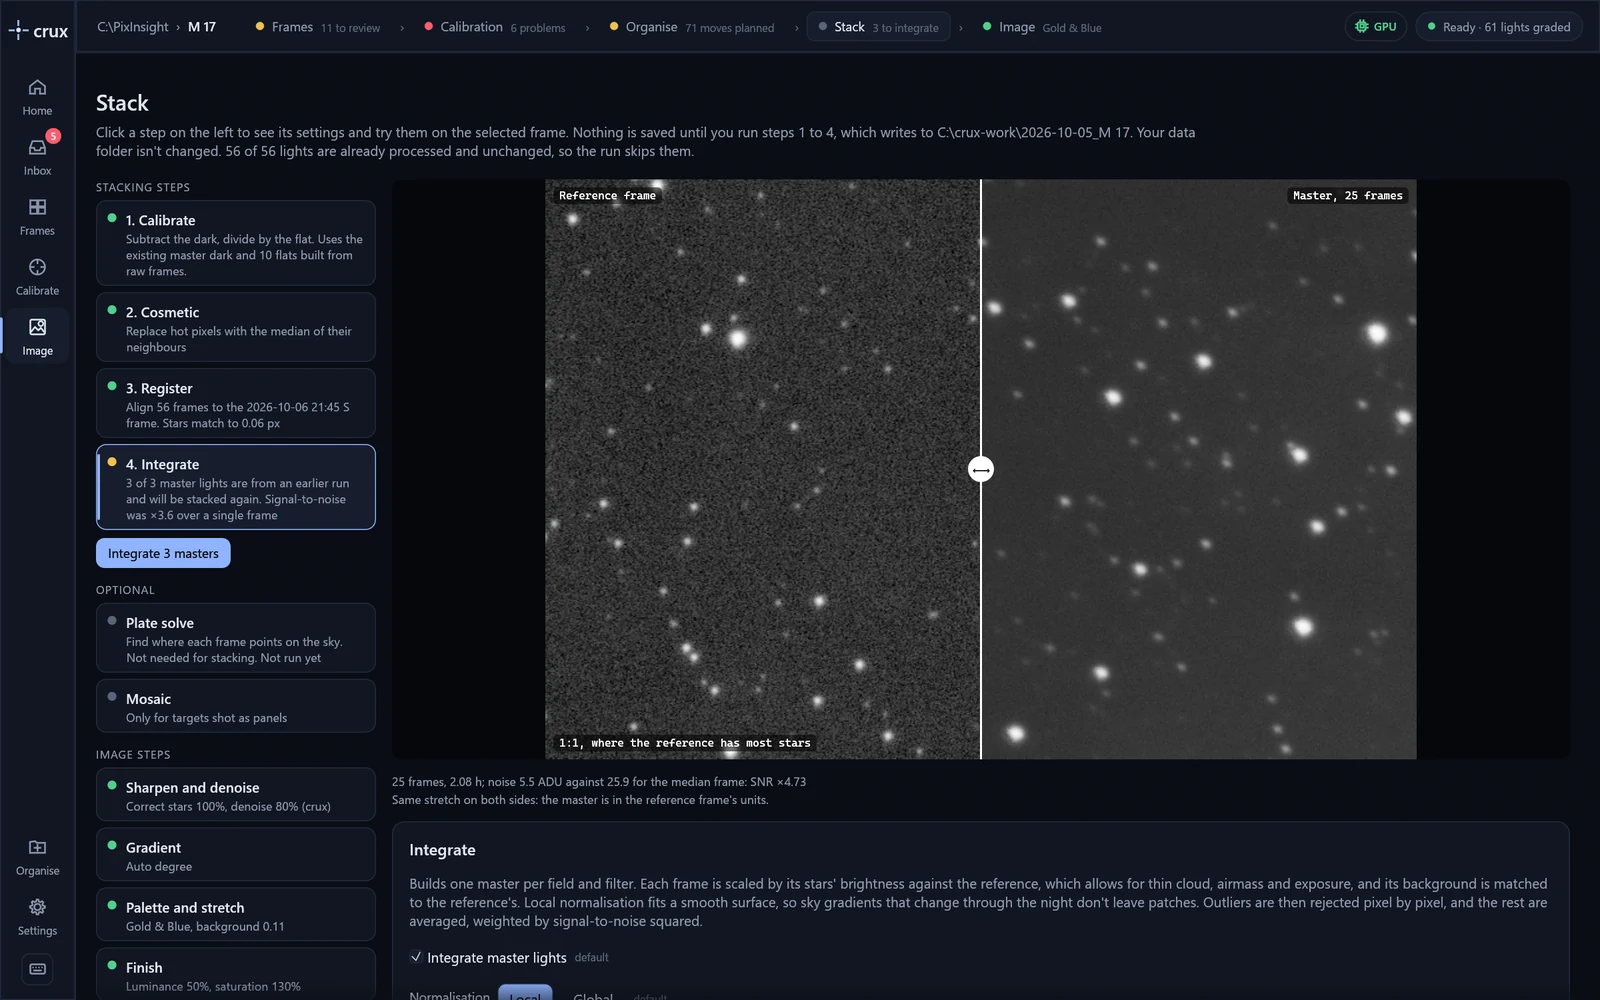 crux
C:\PixInsight › M 17
Frames 11 to review ›
Calibration 6 problems ›
Organise 71 moves planned ›
Stack 3 to integrate ›
Image Gold & Blue
GPU
Ready · 61 lights graded
Home
5
Inbox
Frames
Calibrate
Image
Organise
Settings
Stack
Click a step on the left to see its settings and try them on the selected frame. Nothing is saved until you run steps 1 to 4, which writes to C:\crux-work\2026-10-05_M 17. Your data
folder isn't changed. 56 of 56 lights are already processed and unchanged, so the run skips them.
STACKING STEPS
1. Calibrate
Subtract the dark, divide by the flat. Uses the
existing master dark and 10 flats built from
raw frames.
2. Cosmetic
Replace hot pixels with the median of their
neighbours
3. Register
Align 56 frames to the 2026-10-06 21:45 S
frame. Stars match to 0.06 px
4. Integrate
3 of 3 master lights are from an earlier run
and will be stacked again. Signal-to-noise
was ×3.6 over a single frame
Integrate 3 masters
OPTIONAL
Plate solve
Find where each frame points on the sky.
Not needed for stacking. Not run yet
Mosaic
Only for targets shot as panels
IMAGE STEPS
Sharpen and denoise
Correct stars 100%, denoise 80% (crux)
Gradient
Auto degree
Palette and stretch
Gold & Blue, background 0.11
Finish
Luminance 50%, saturation 130%
Reference frame
Master, 25 frames
1:1, where the reference has most stars
25 frames, 2.08 h; noise 5.5 ADU against 25.9 for the median frame: SNR ×4.73
Same stretch on both sides: the master is in the reference frame's units.
Integrate
Builds one master per field and filter. Each frame is scaled by its stars' brightness against the reference, which allows for thin cloud, airmass and exposure, and its background is matched
to the reference's. Local normalisation fits a smooth surface, so sky gradients that change through the night don't leave patches. Outliers are then rejected pixel by pixel, and the rest are
averaged, weighted by signal-to-noise squared.
Integrate master lights default
Normalisation Local Global default